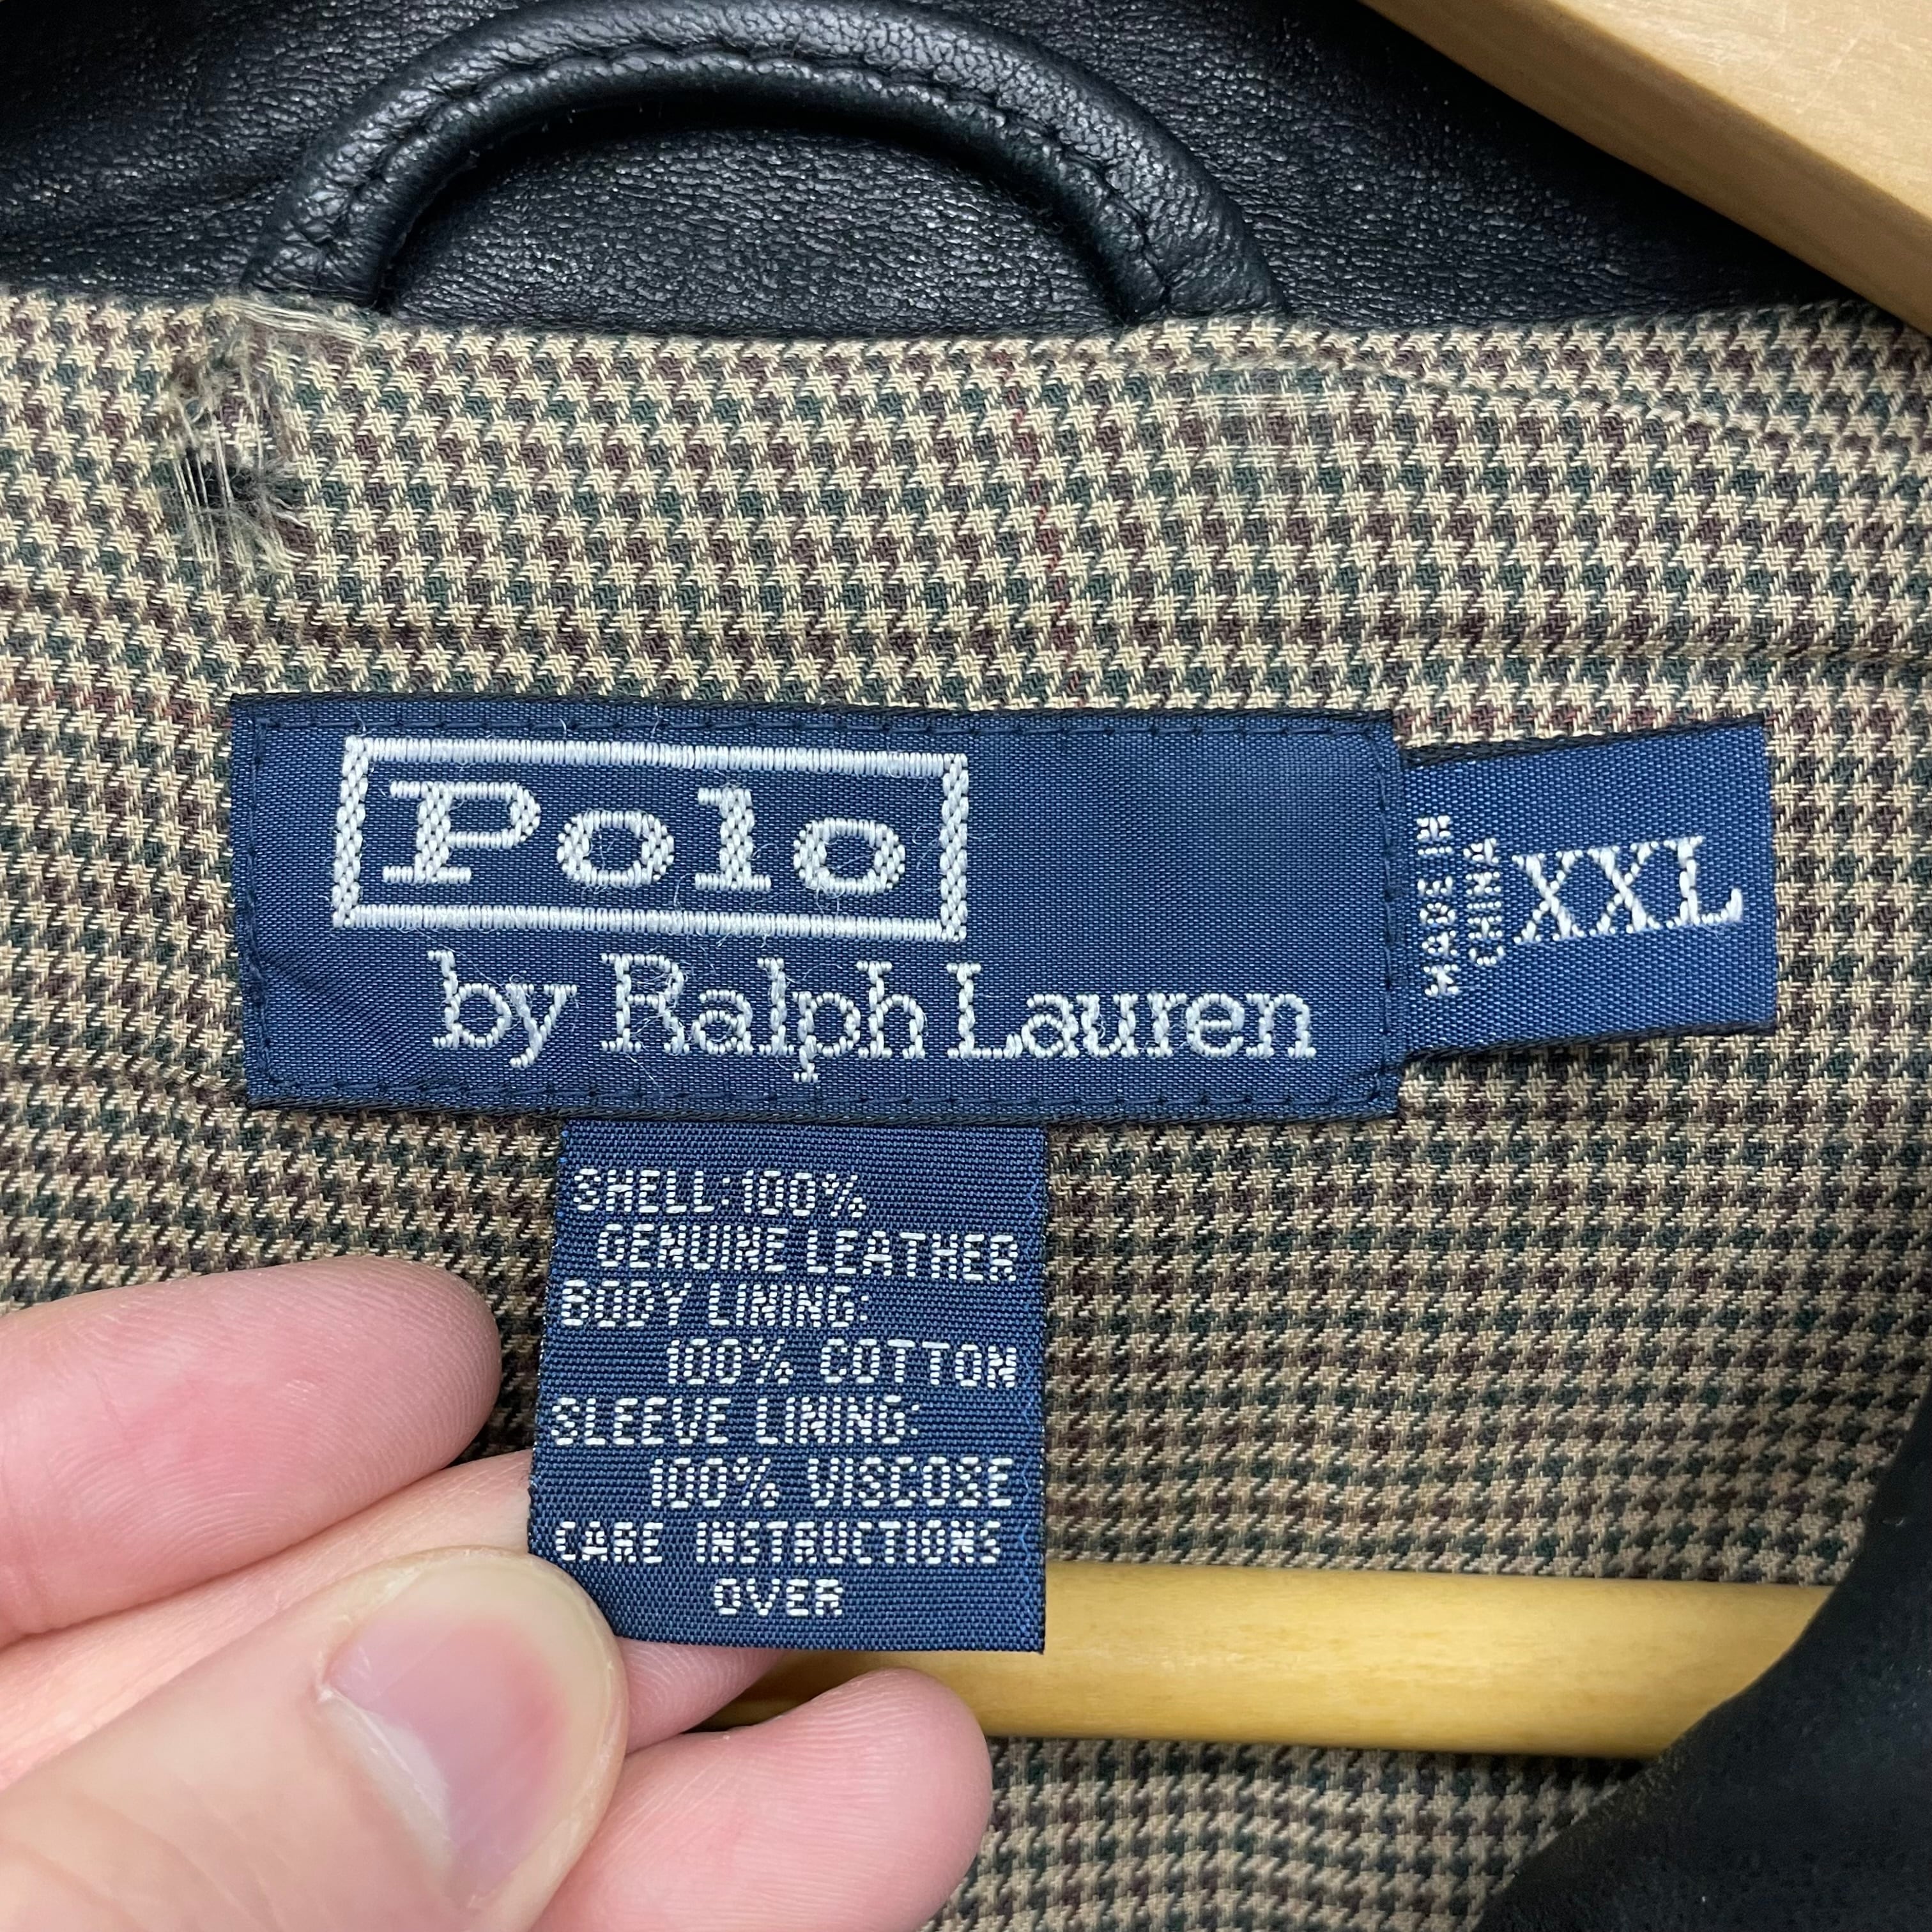 Polo
by Ralph Lauren
MADE IN
CHINA
XXL
SHELL: 100%
GENUINE LEATHER
BODY LINING:
100% COTTON
SLEEVE LINING:
100% VISCOSE
CARE INSTRUCTIONS
OVER